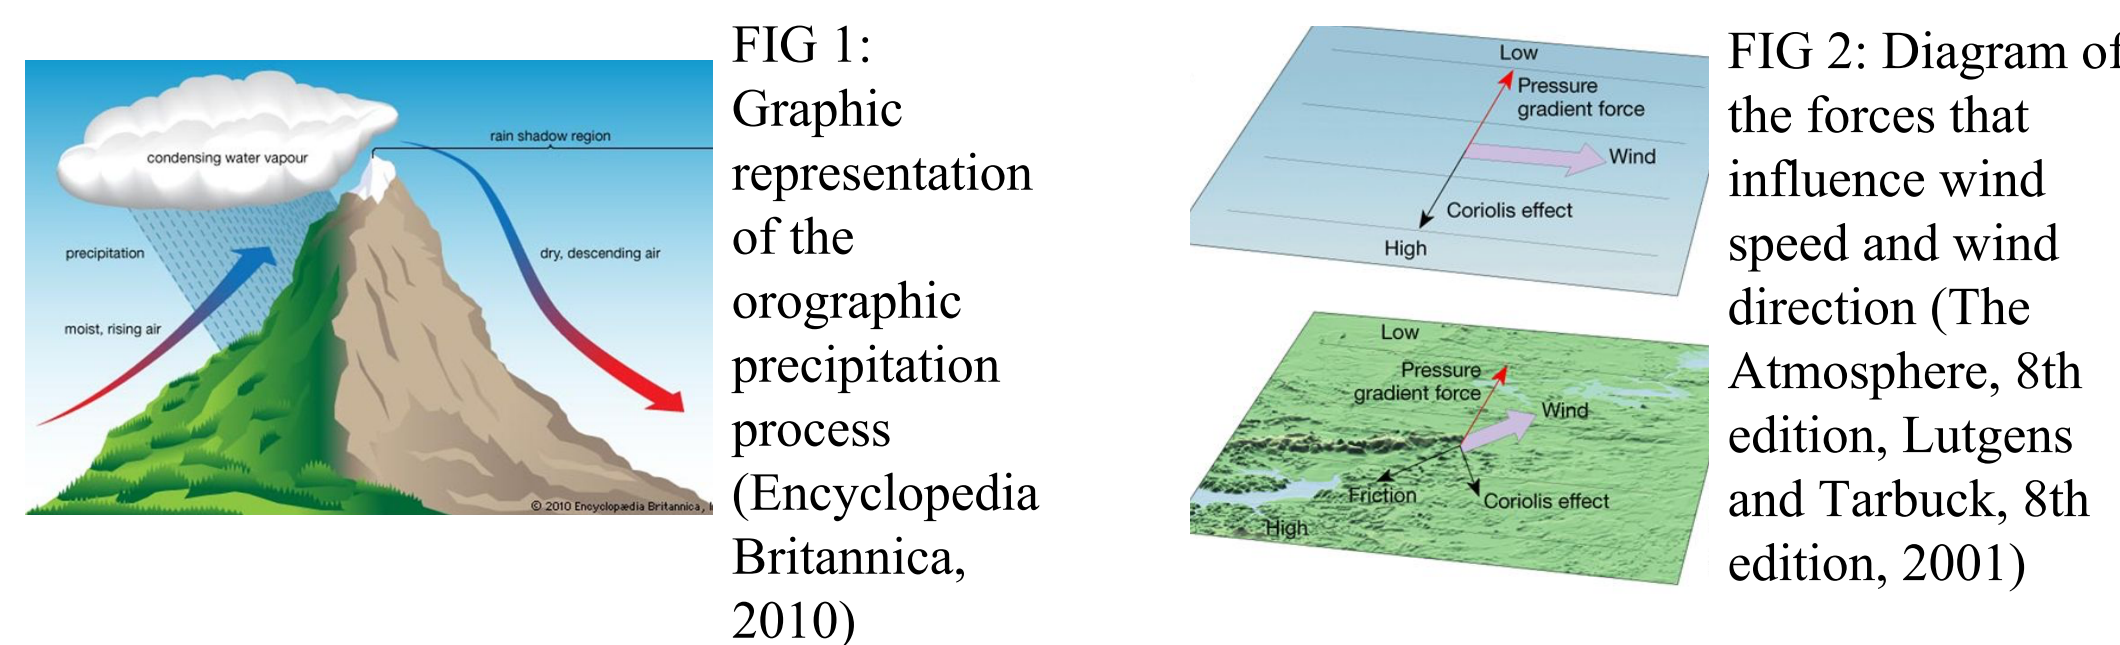 condensing water vapour
rain shadow region
precipitation
dry, descending air
moist, rising air
© 2010 Encyclopædia Britannica, I
FIG 1:
Graphic
representation
of the
orographic
precipitation
process
(Encyclopedia
Britannica,
2010)
Low
Pressure
gradient force
Wind
Coriolis effect
High
Low
Pressure
gradient force
Wind
Friction
Coriolis effect
High
FIG 2: Diagram of
the forces that
influence wind
speed and wind
direction (The
Atmosphere, 8th
edition, Lutgens
and Tarbuck, 8th
edition, 2001)